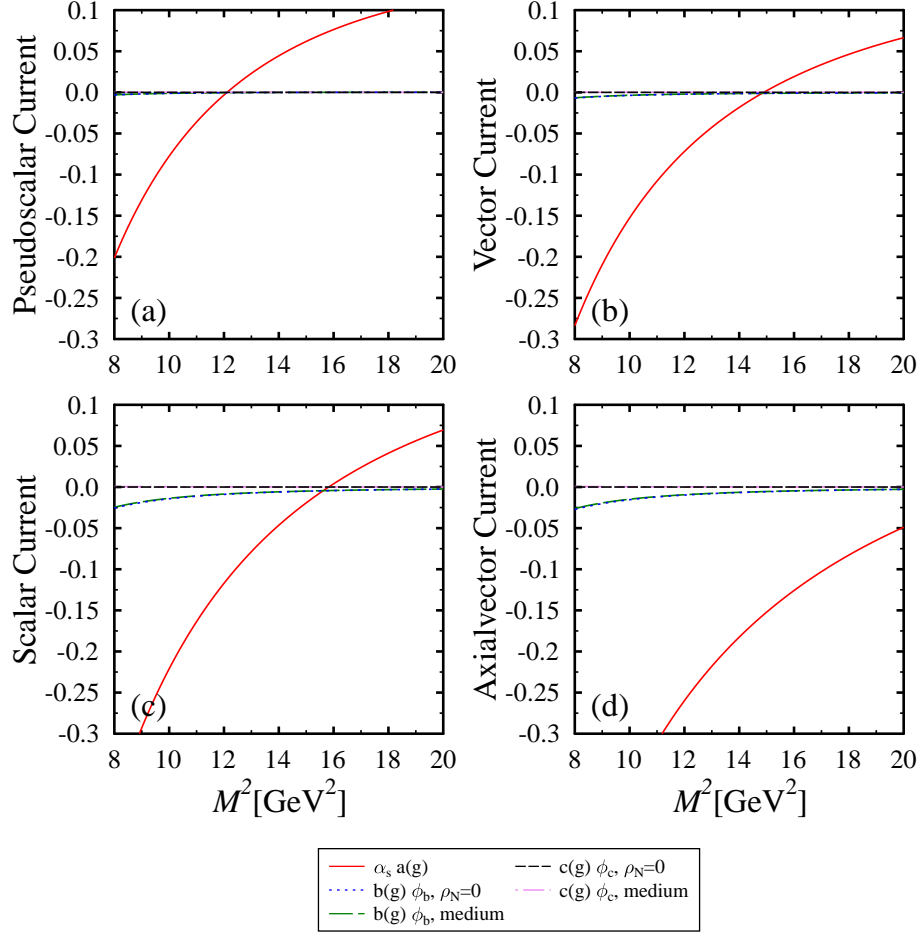 0.1
0.05
0.0
-0.05
-0.1
-0.15
-0.2
-0.25
-0.3
Pseudoscalar Current
(a)
8 10 12 14 16 18 20
0.1
0.05
0.0
-0.05
-0.1
-0.15
-0.2
-0.25
-0.3
Vector Current
(b)
8 10 12 14 16 18 20
0.1
0.05
0.0
-0.05
-0.1
-0.15
-0.2
-0.25
-0.3
Scalar Current
(c)
8 10 12 14 16 18 20
M²[GeV²]
0.1
0.05
0.0
-0.05
-0.1
-0.15
-0.2
-0.25
-0.3
Axialvector Current
(d)
8 10 12 14 16 18 20
M²[GeV²]
αs a(g)
b(g) ϕb, ρN=0
b(g) ϕb, medium
c(g) ϕc, ρN=0
c(g) ϕc, medium